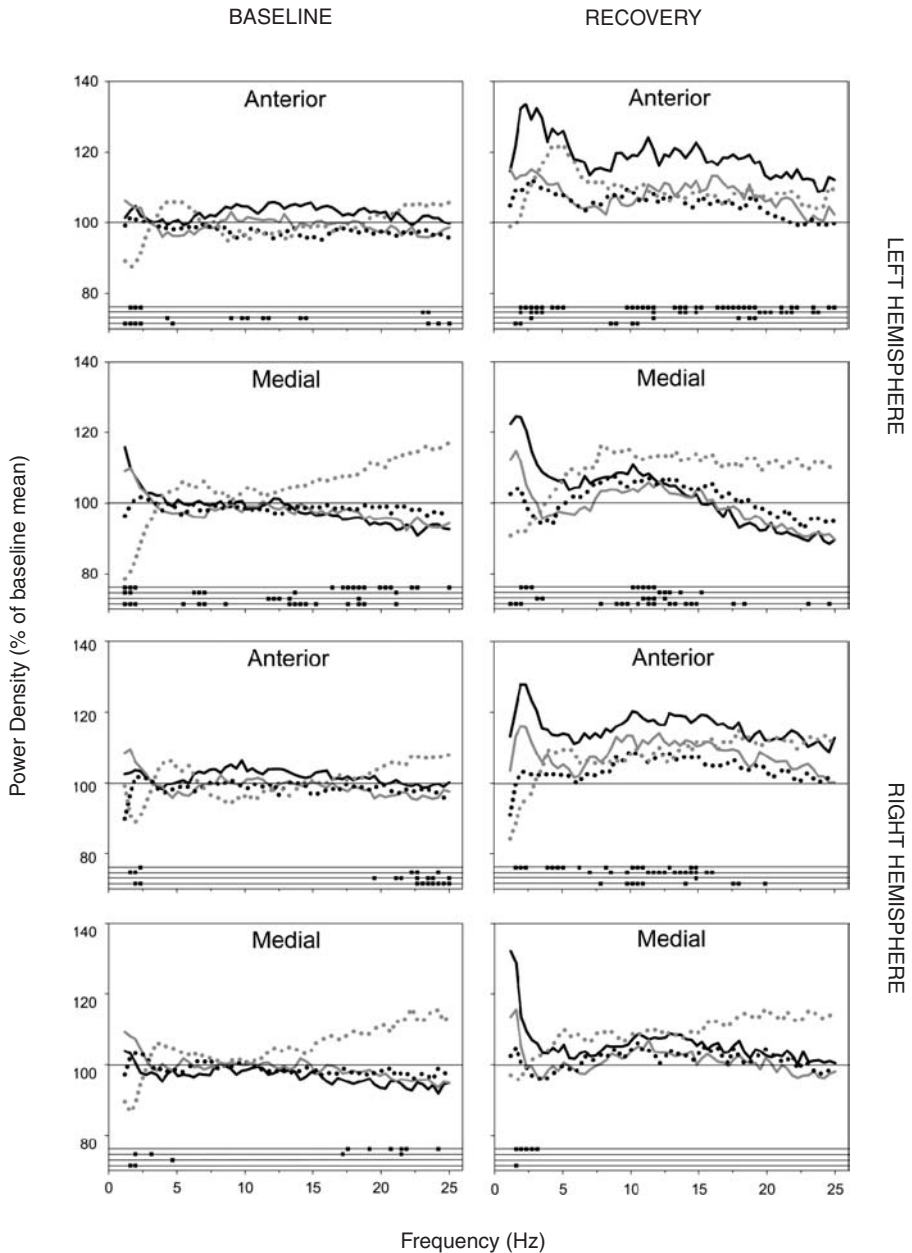 BASELINE
RECOVERY
140
120
100
80
Anterior
Anterior
LEFT HEMISPHERE
140
120
100
80
Medial
Medial
Power Density (% of baseline mean)
140
120
100
80
Anterior
Anterior
RIGHT HEMISPHERE
140
120
100
80
Medial
Medial
0 5 10 15 20 25
0 5 10 15 20 25
Frequency (Hz)